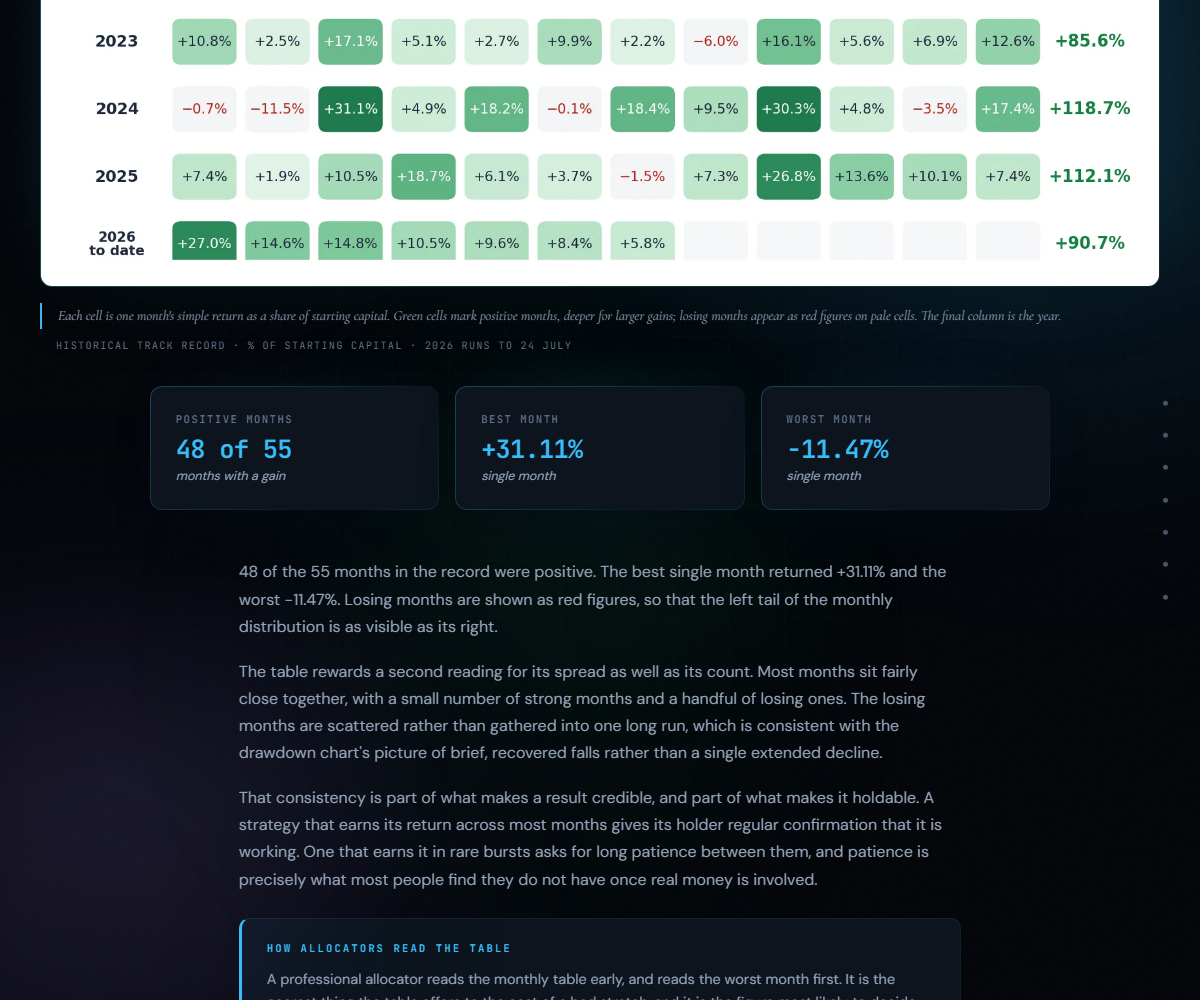 2023 +10.8% +2.5% +17.1% +5.1% +2.7% +9.9% +2.2% −6.0% +16.1% +5.6% +6.9% +12.6% +85.6%
2024 −0.7% −11.5% +31.1% +4.9% +18.2% −0.1% +18.4% +9.5% +30.3% +4.8% −3.5% +17.4% +118.7%
2025 +7.4% +1.9% +10.5% +18.7% +6.1% +3.7% −1.5% +7.3% +26.8% +13.6% +10.1% +7.4% +112.1%
2026
to date +27.0% +14.6% +14.8% +10.5% +9.6% +8.4% +5.8% +90.7%
Each cell is one month's simple return as a share of starting capital. Green cells mark positive months, deeper for larger gains; losing months appear as red figures on pale cells. The final column is the year.
HISTORICAL TRACK RECORD · % OF STARTING CAPITAL · 2026 RUNS TO 24 JULY
POSITIVE MONTHS
48 of 55
months with a gain
BEST MONTH
+31.11%
single month
WORST MONTH
-11.47%
single month
48 of the 55 months in the record were positive. The best single month returned +31.11% and the
worst −11.47%. Losing months are shown as red figures, so that the left tail of the monthly
distribution is as visible as its right.
The table rewards a second reading for its spread as well as its count. Most months sit fairly
close together, with a small number of strong months and a handful of losing ones. The losing
months are scattered rather than gathered into one long run, which is consistent with the
drawdown chart's picture of brief, recovered falls rather than a single extended decline.
That consistency is part of what makes a result credible, and part of what makes it holdable. A
strategy that earns its return across most months gives its holder regular confirmation that it is
working. One that earns it in rare bursts asks for long patience between them, and patience is
precisely what most people find they do not have once real money is involved.
HOW ALLOCATORS READ THE TABLE
A professional allocator reads the monthly table early, and reads the worst month first. It is the